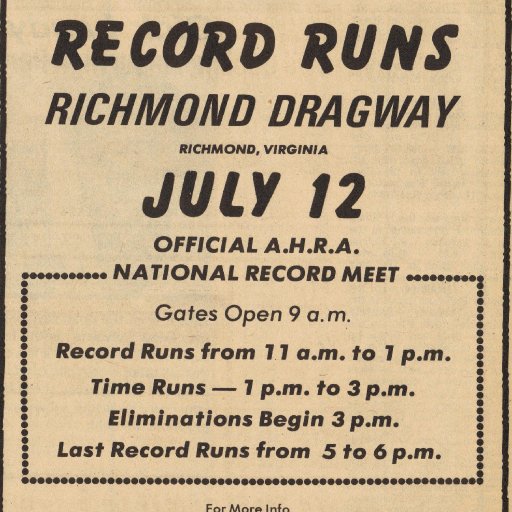 RECORD RUNS
RICHMOND DRAGWAY
RICHMOND, VIRGINIA
JULY 12
OFFICIAL A.H.R.A.
NATIONAL RECORD MEET
Gates Open 9 a.m.
Record Runs from 11 a.m. to 1 p.m.
Time Runs — 1 p.m. to 3 p.m.
Eliminations Begin 3 p.m.
Last Record Runs from 5 to 6 p.m.
For More Info